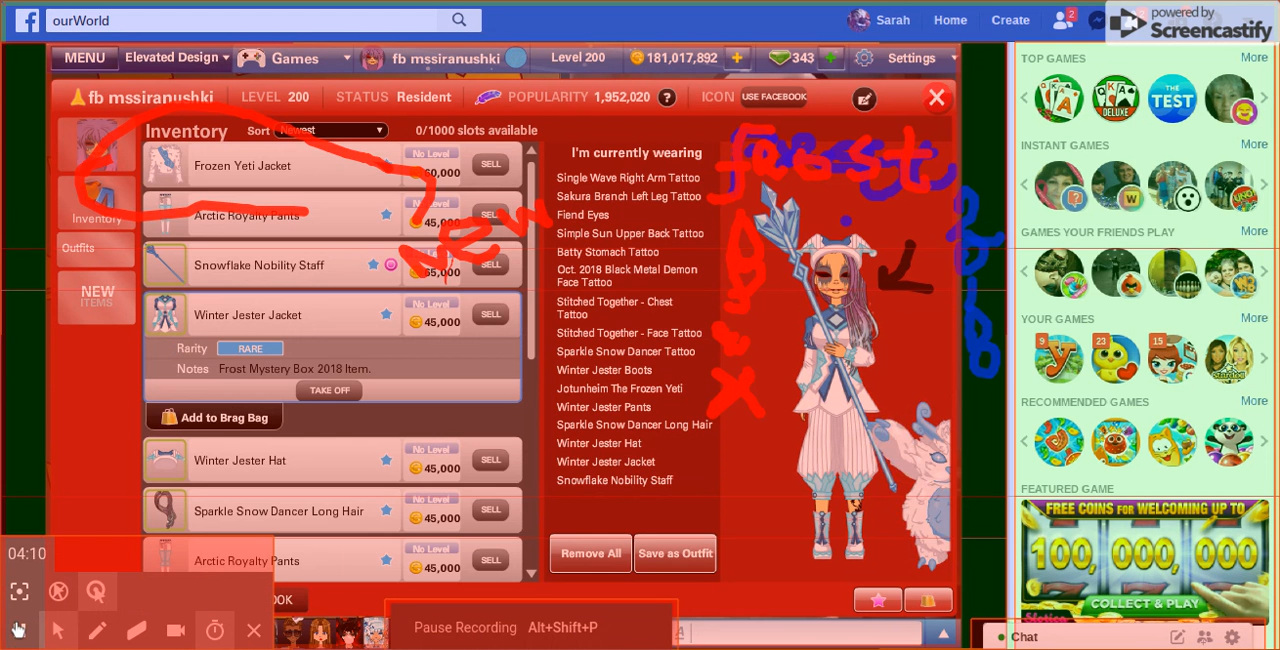 ourWorld
Sarah Home Create 2
powered by
Screencastify
MENU Elevated Design Games fb mssiranushki Level 200 181,017,892 343 Settings
fb mssiranushki LEVEL 200 STATUS Resident POPULARITY 1,952,020 ? ICON USE FACEBOOK
Inventory Sort Newest 0/1000 slots available
Inventory
Outfits
NEW
ITEMS
Frozen Yeti Jacket No Level 60,000 SELL
Arctic Royalty Pants No Level 45,000 SELL
Snowflake Nobility Staff 65,000 SELL
Winter Jester Jacket No Level 45,000 SELL
Rarity RARE
Notes Frost Mystery Box 2018 Item.
TAKE OFF
Add to Brag Bag
Winter Jester Hat No Level 45,000 SELL
Sparkle Snow Dancer Long Hair No Level 45,000 SELL
Arctic Royalty Pants No Level 45,000 SELL
I'm currently wearing
Single Wave Right Arm Tattoo
Sakura Branch Left Leg Tattoo
Fiend Eyes
Simple Sun Upper Back Tattoo
Batty Stomach Tattoo
Oct. 2018 Black Metal Demon
Face Tattoo
Stitched Together - Chest
Tattoo
Stitched Together - Face Tattoo
Sparkle Snow Dancer Tattoo
Winter Jester Boots
Jotunheim The Frozen Yeti
Winter Jester Pants
Sparkle Snow Dancer Long Hair
Winter Jester Hat
Winter Jester Jacket
Snowflake Nobility Staff
Remove All Save as Outfit
frost
Box
new
04:10
Pause Recording Alt+Shift+P
TOP GAMES More
DELUXE
THE
TEST
INSTANT GAMES More
GAMES YOUR FRIENDS PLAY More
YOUR GAMES More
9 23 15
RECOMMENDED GAMES More
FEATURED GAME
FREE COINS FOR WELCOMING UP TO
100,000,000
COLLECT & PLAY
Chat